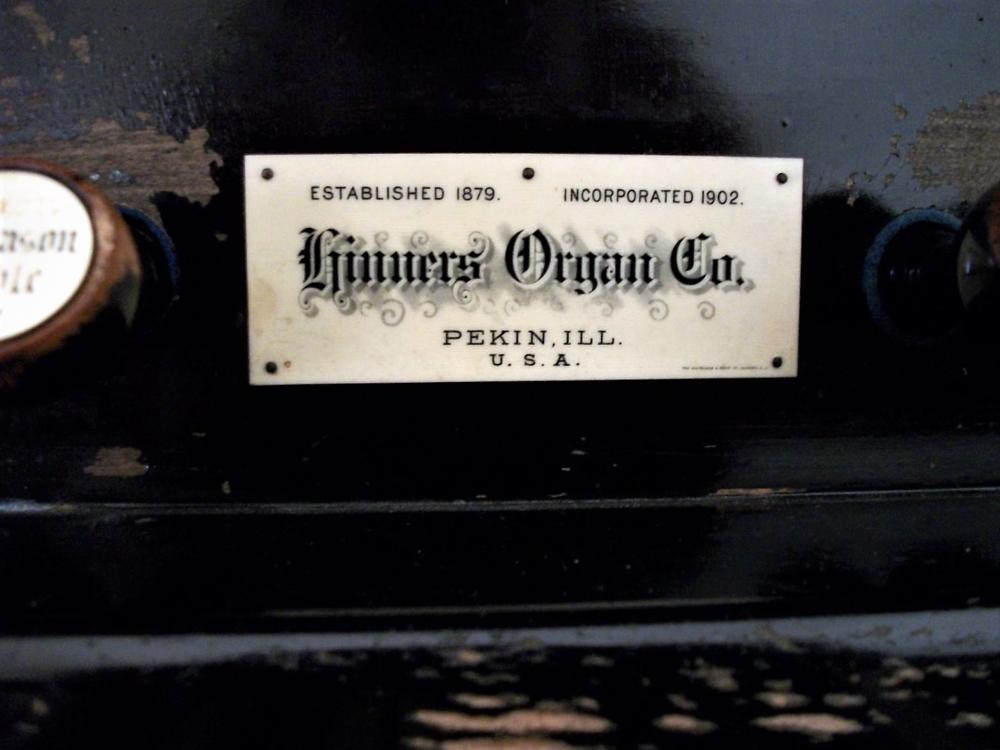 ESTABLISHED 1879. INCORPORATED 1902.
Hinners Organ Co.
PEKIN, ILL.
U. S. A.